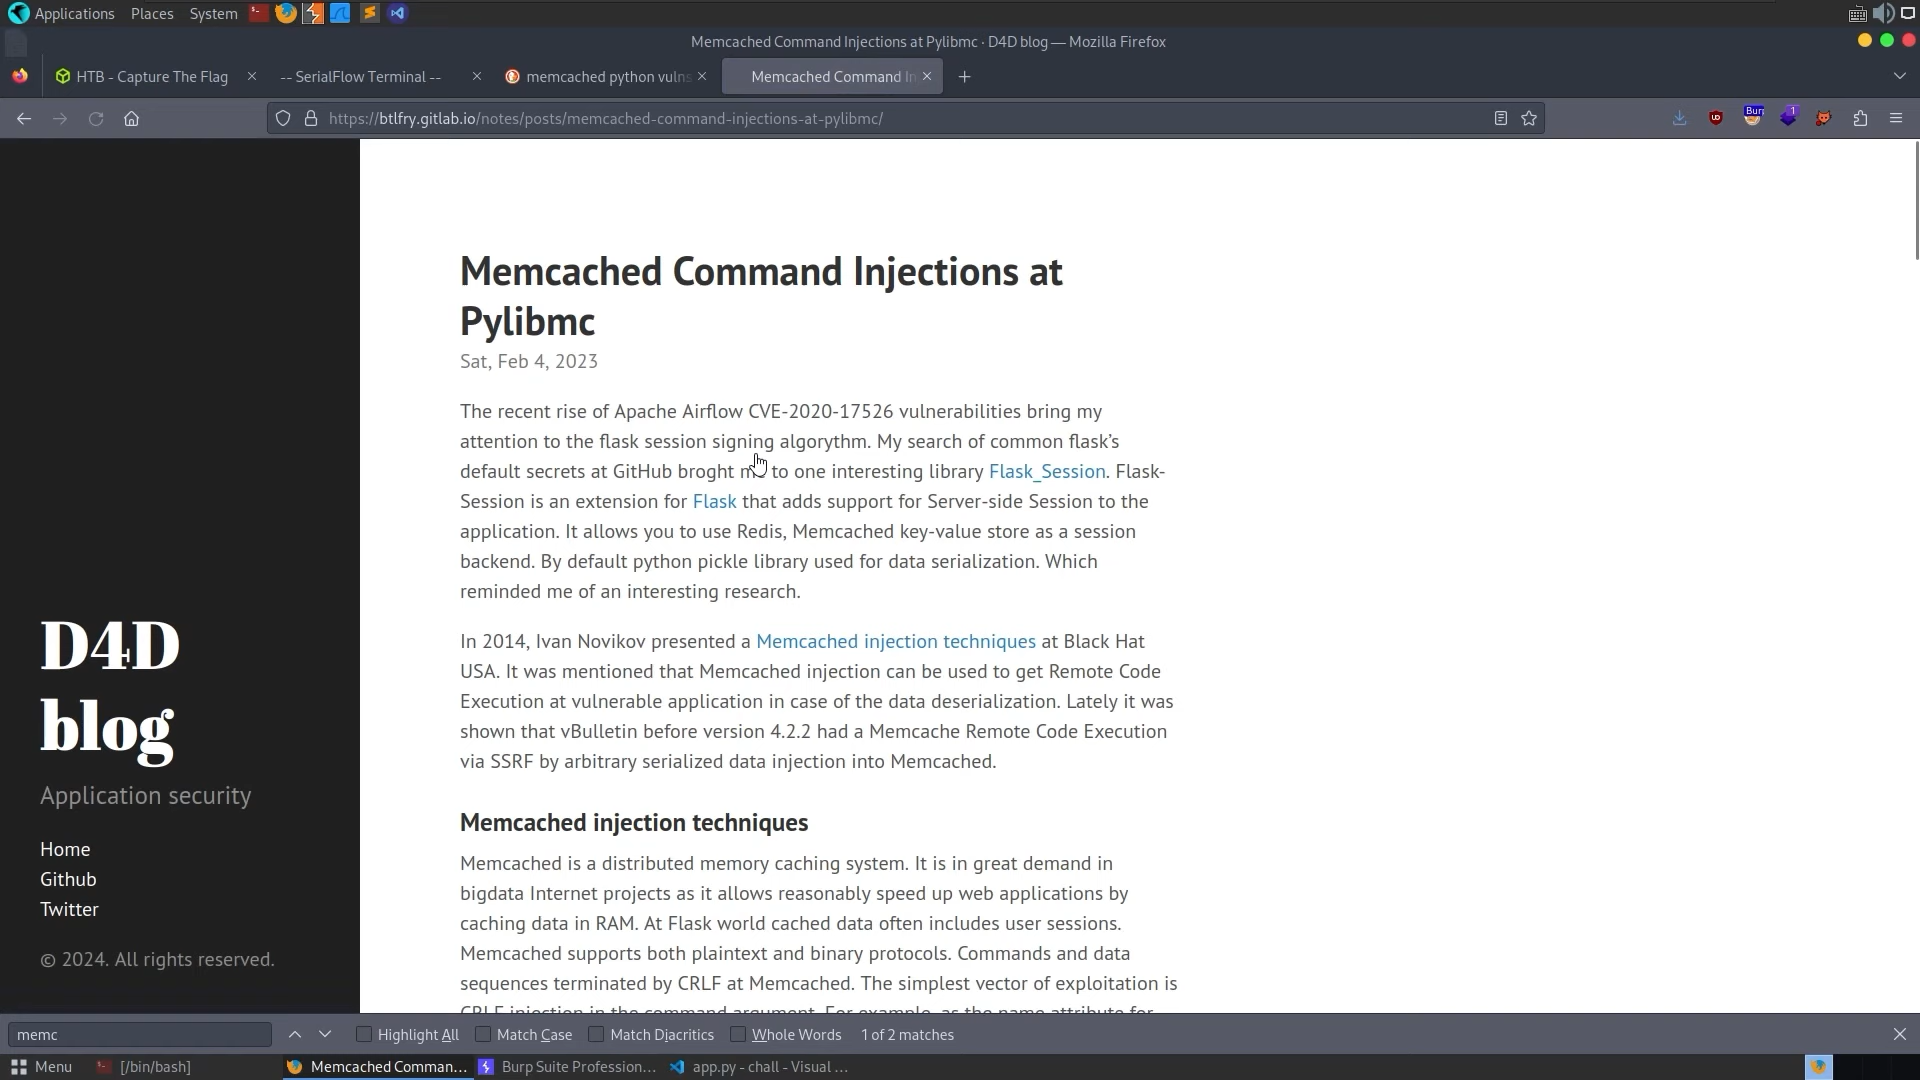 Applications Places System
Memcached Command Injections at Pylibmc · D4D blog — Mozilla Firefox
HTB - Capture The Flag
-- SerialFlow Terminal --
memcached python vulns
Memcached Command In
https://btlfry.gitlab.io/notes/posts/memcached-command-injections-at-pylibmc/
Memcached Command Injections at
Pylibmc
Sat, Feb 4, 2023
The recent rise of Apache Airflow CVE-2020-17526 vulnerabilities bring my
attention to the flask session signing algorythm. My search of common flask’s
default secrets at GitHub broght me to one interesting library Flask_Session. Flask-
Session is an extension for Flask that adds support for Server-side Session to the
application. It allows you to use Redis, Memcached key-value store as a session
backend. By default python pickle library used for data serialization. Which
reminded me of an interesting research.
In 2014, Ivan Novikov presented a Memcached injection techniques at Black Hat
USA. It was mentioned that Memcached injection can be used to get Remote Code
Execution at vulnerable application in case of the data deserialization. Lately it was
shown that vBulletin before version 4.2.2 had a Memcache Remote Code Execution
via SSRF by arbitrary serialized data injection into Memcached.
Memcached injection techniques
Memcached is a distributed memory caching system. It is in great demand in
bigdata Internet projects as it allows reasonably speed up web applications by
caching data in RAM. At Flask world cached data often includes user sessions.
Memcached supports both plaintext and binary protocols. Commands and data
sequences terminated by CRLF at Memcached. The simplest vector of exploitation is
CRLF injection in the command argument. For example, as the name attribute for
D4D
blog
Application security
Home
Github
Twitter
© 2024. All rights reserved.
memc
Highlight All
Match Case
Match Diacritics
Whole Words
1 of 2 matches
Menu
[/bin/bash]
Memcached Comman...
Burp Suite Profession...
app.py - chall - Visual ...